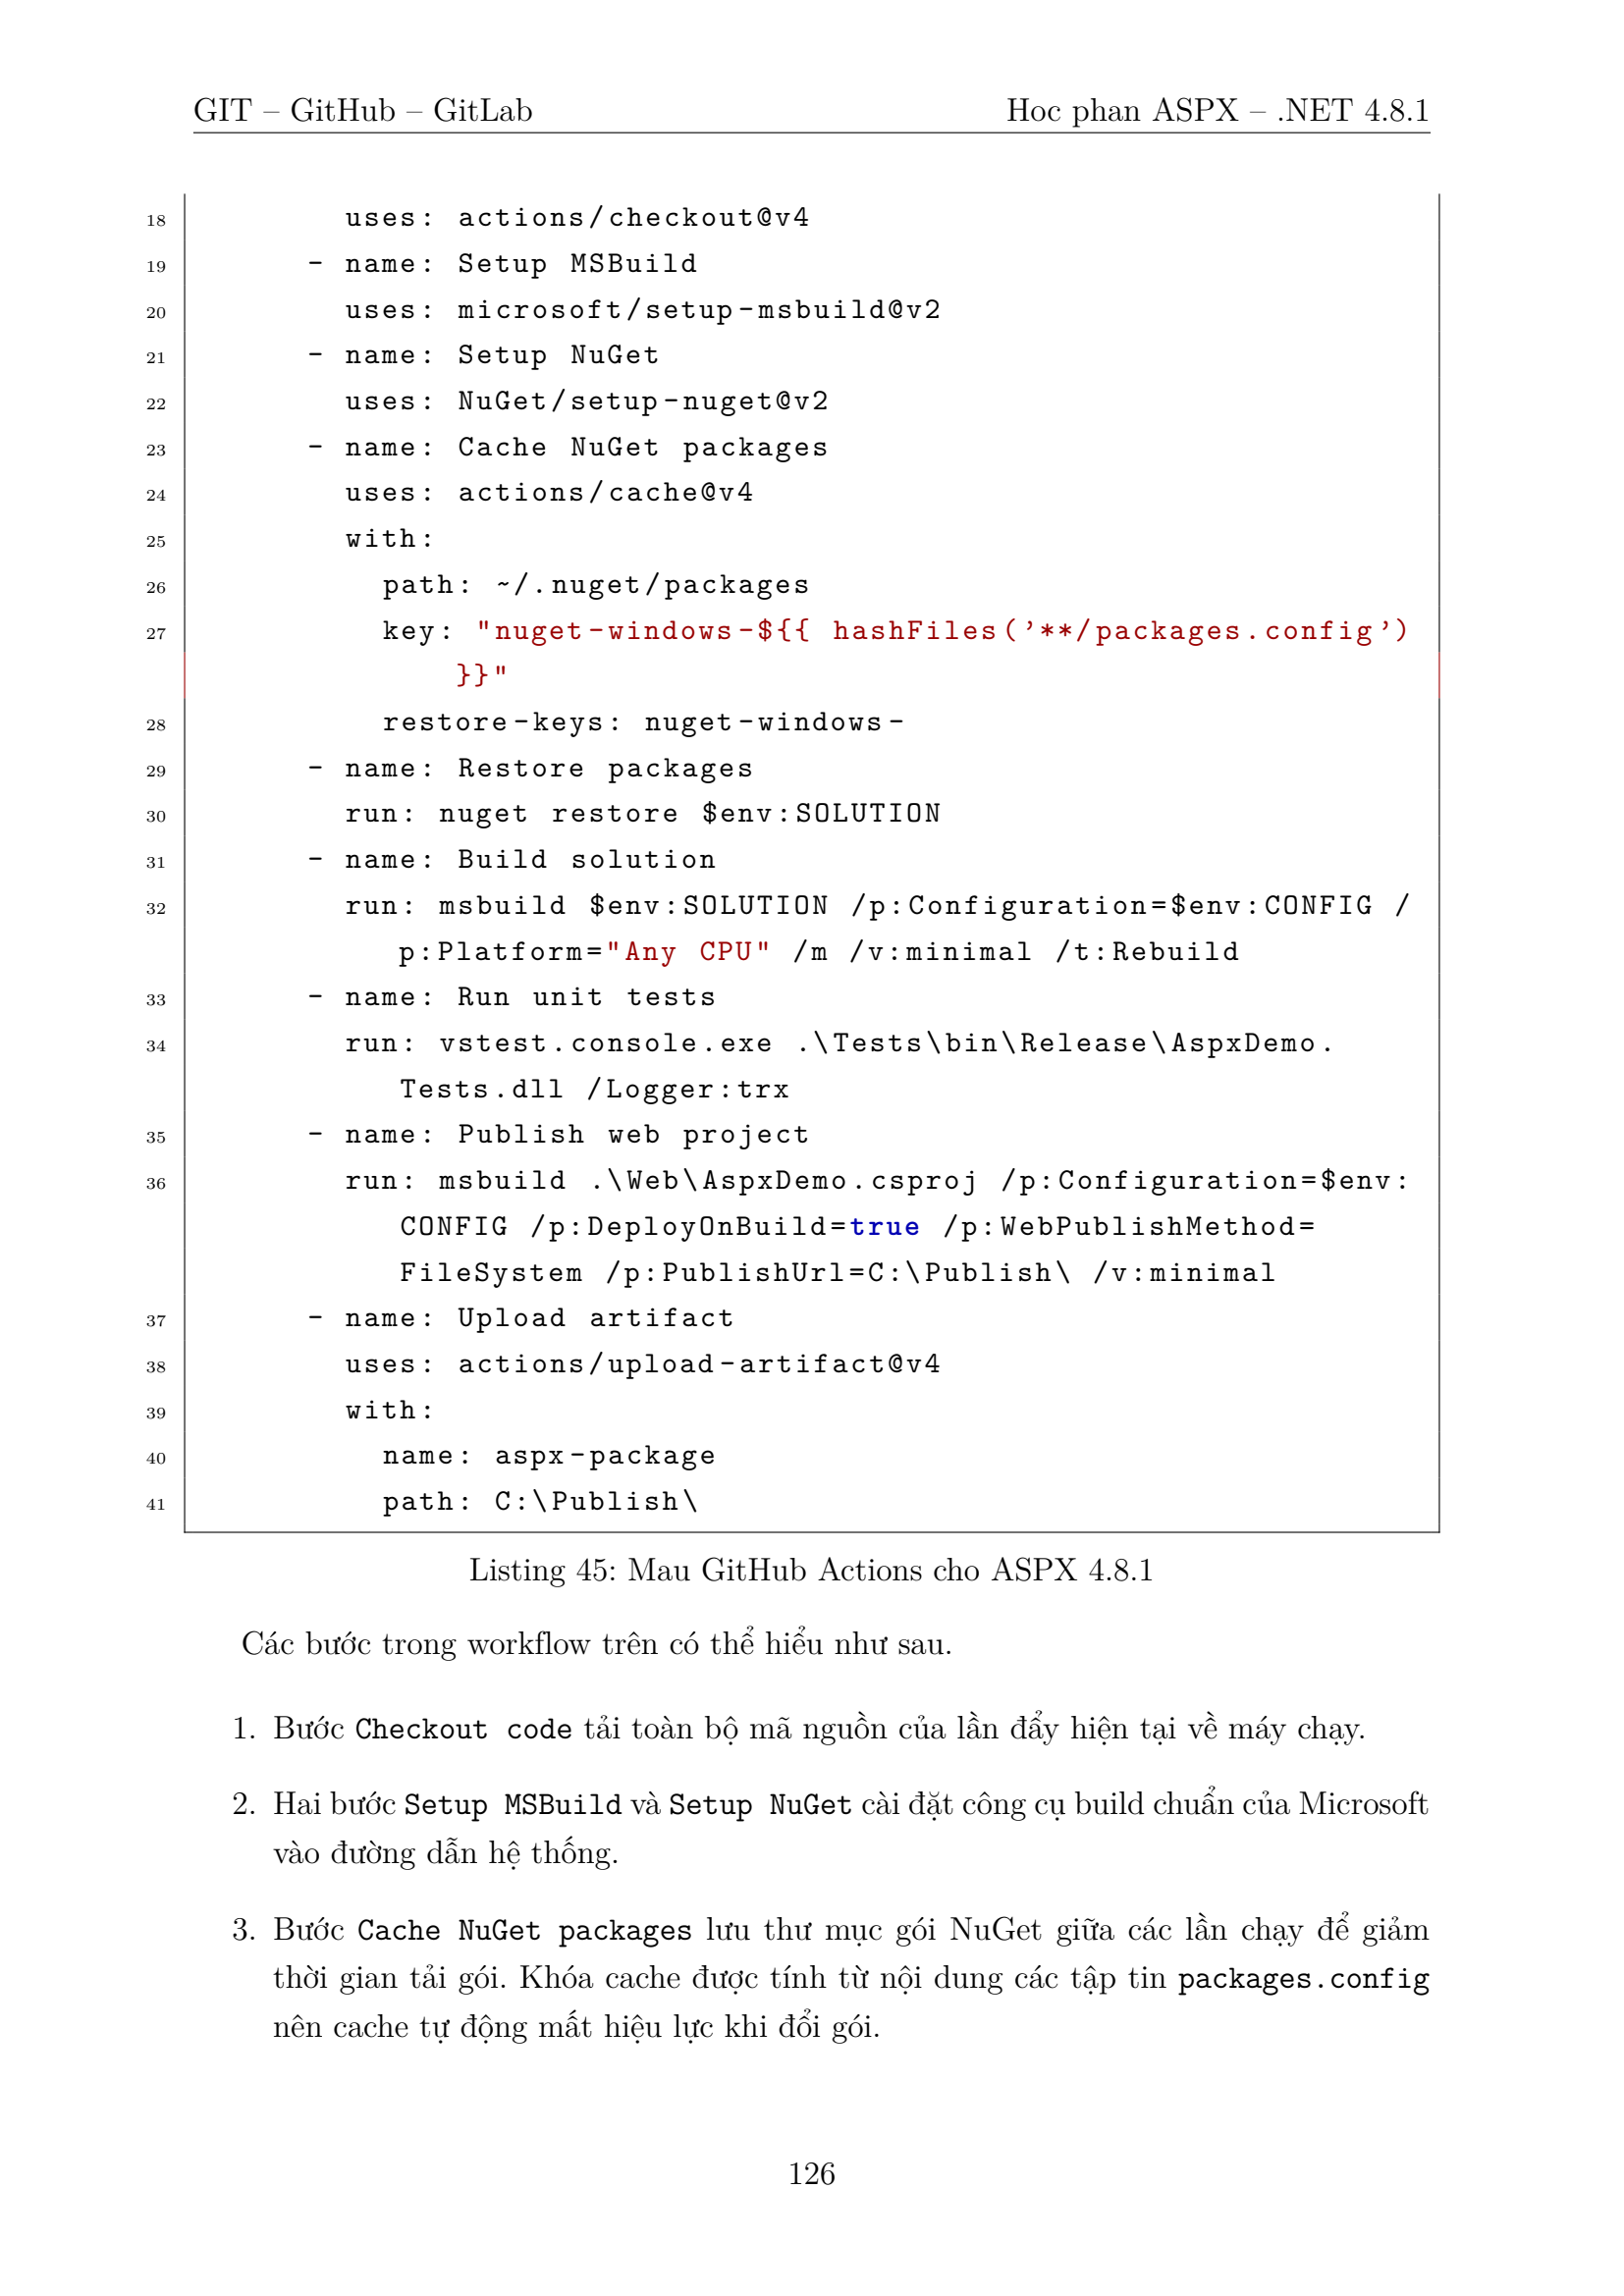 GIT – GitHub – GitLab Hoc phan ASPX – .NET 4.8.1
18 uses: actions/checkout@v4
19 - name: Setup MSBuild
20 uses: microsoft/setup-msbuild@v2
21 - name: Setup NuGet
22 uses: NuGet/setup-nuget@v2
23 - name: Cache NuGet packages
24 uses: actions/cache@v4
25 with:
26 path: ~/.nuget/packages
27 key: "nuget-windows-${{ hashFiles('**/packages.config')
}}"
28 restore-keys: nuget-windows-
29 - name: Restore packages
30 run: nuget restore $env:SOLUTION
31 - name: Build solution
32 run: msbuild $env:SOLUTION /p:Configuration=$env:CONFIG /
p:Platform="Any CPU" /m /v:minimal /t:Rebuild
33 - name: Run unit tests
34 run: vstest.console.exe .\Tests\bin\Release\AspxDemo.
Tests.dll /Logger:trx
35 - name: Publish web project
36 run: msbuild .\Web\AspxDemo.csproj /p:Configuration=$env:
CONFIG /p:DeployOnBuild=true /p:WebPublishMethod=
FileSystem /p:PublishUrl=C:\Publish\ /v:minimal
37 - name: Upload artifact
38 uses: actions/upload-artifact@v4
39 with:
40 name: aspx-package
41 path: C:\Publish\
Listing 45: Mau GitHub Actions cho ASPX 4.8.1
Các bước trong workflow trên có thể hiểu như sau.
1. Bước Checkout code tải toàn bộ mã nguồn của lần đẩy hiện tại về máy chạy.
2. Hai bước Setup MSBuild và Setup NuGet cài đặt công cụ build chuẩn của Microsoft
vào đường dẫn hệ thống.
3. Bước Cache NuGet packages lưu thư mục gói NuGet giữa các lần chạy để giảm
thời gian tải gói. Khóa cache được tính từ nội dung các tập tin packages.config
nên cache tự động mất hiệu lực khi đổi gói.
126